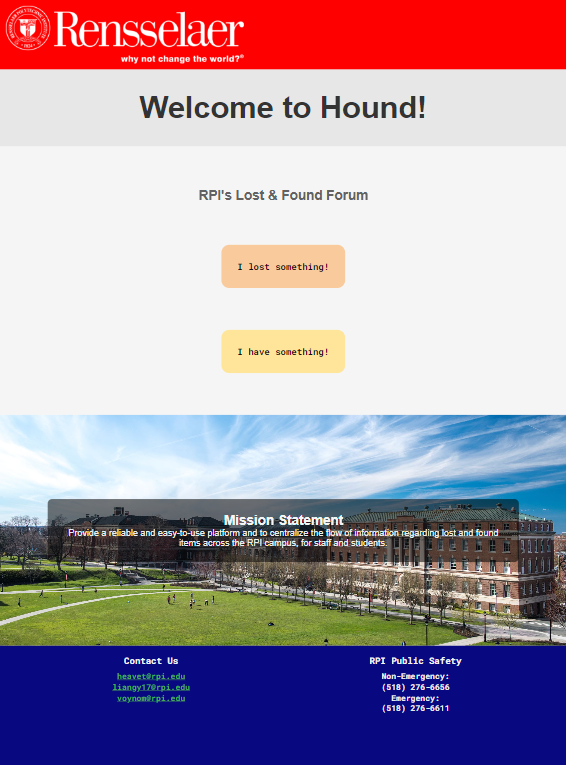 Rensselaer
why not change the world?®
Welcome to Hound!
RPI's Lost & Found Forum
I lost something!
I have something!
Mission Statement
Provide a reliable and easy-to-use platform and to centralize the flow of information regarding lost and found
items across the RPI campus, for staff and students.
Contact Us
heavet@rpi.edu
liangy17@rpi.edu
voynom@rpi.edu
RPI Public Safety
Non-Emergency:
(518) 276-6656
Emergency:
(518) 276-6611